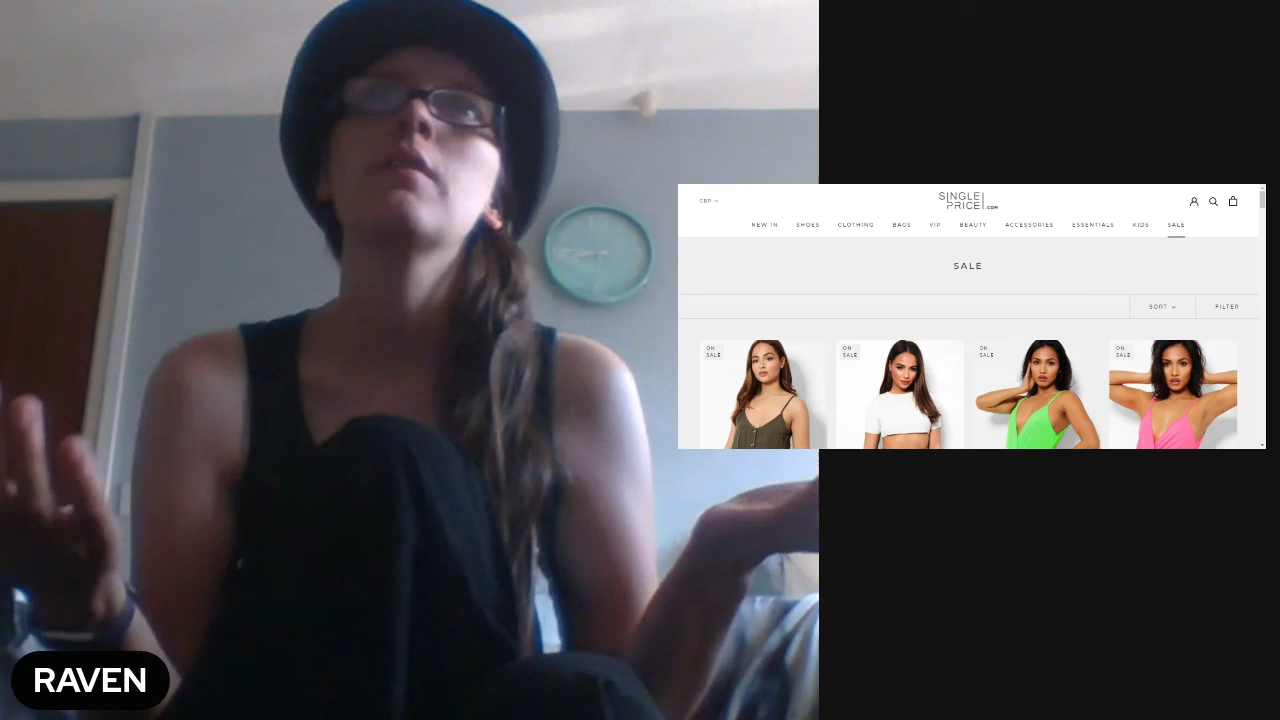 GBP
SINGLE
PRICE
.COM
NEW IN SHOES CLOTHING BAGS VIP BEAUTY ACCESSORIES ESSENTIALS KIDS SALE
SALE
SORT FILTER
ON SALE
ON SALE
ON SALE
ON SALE
RAVEN